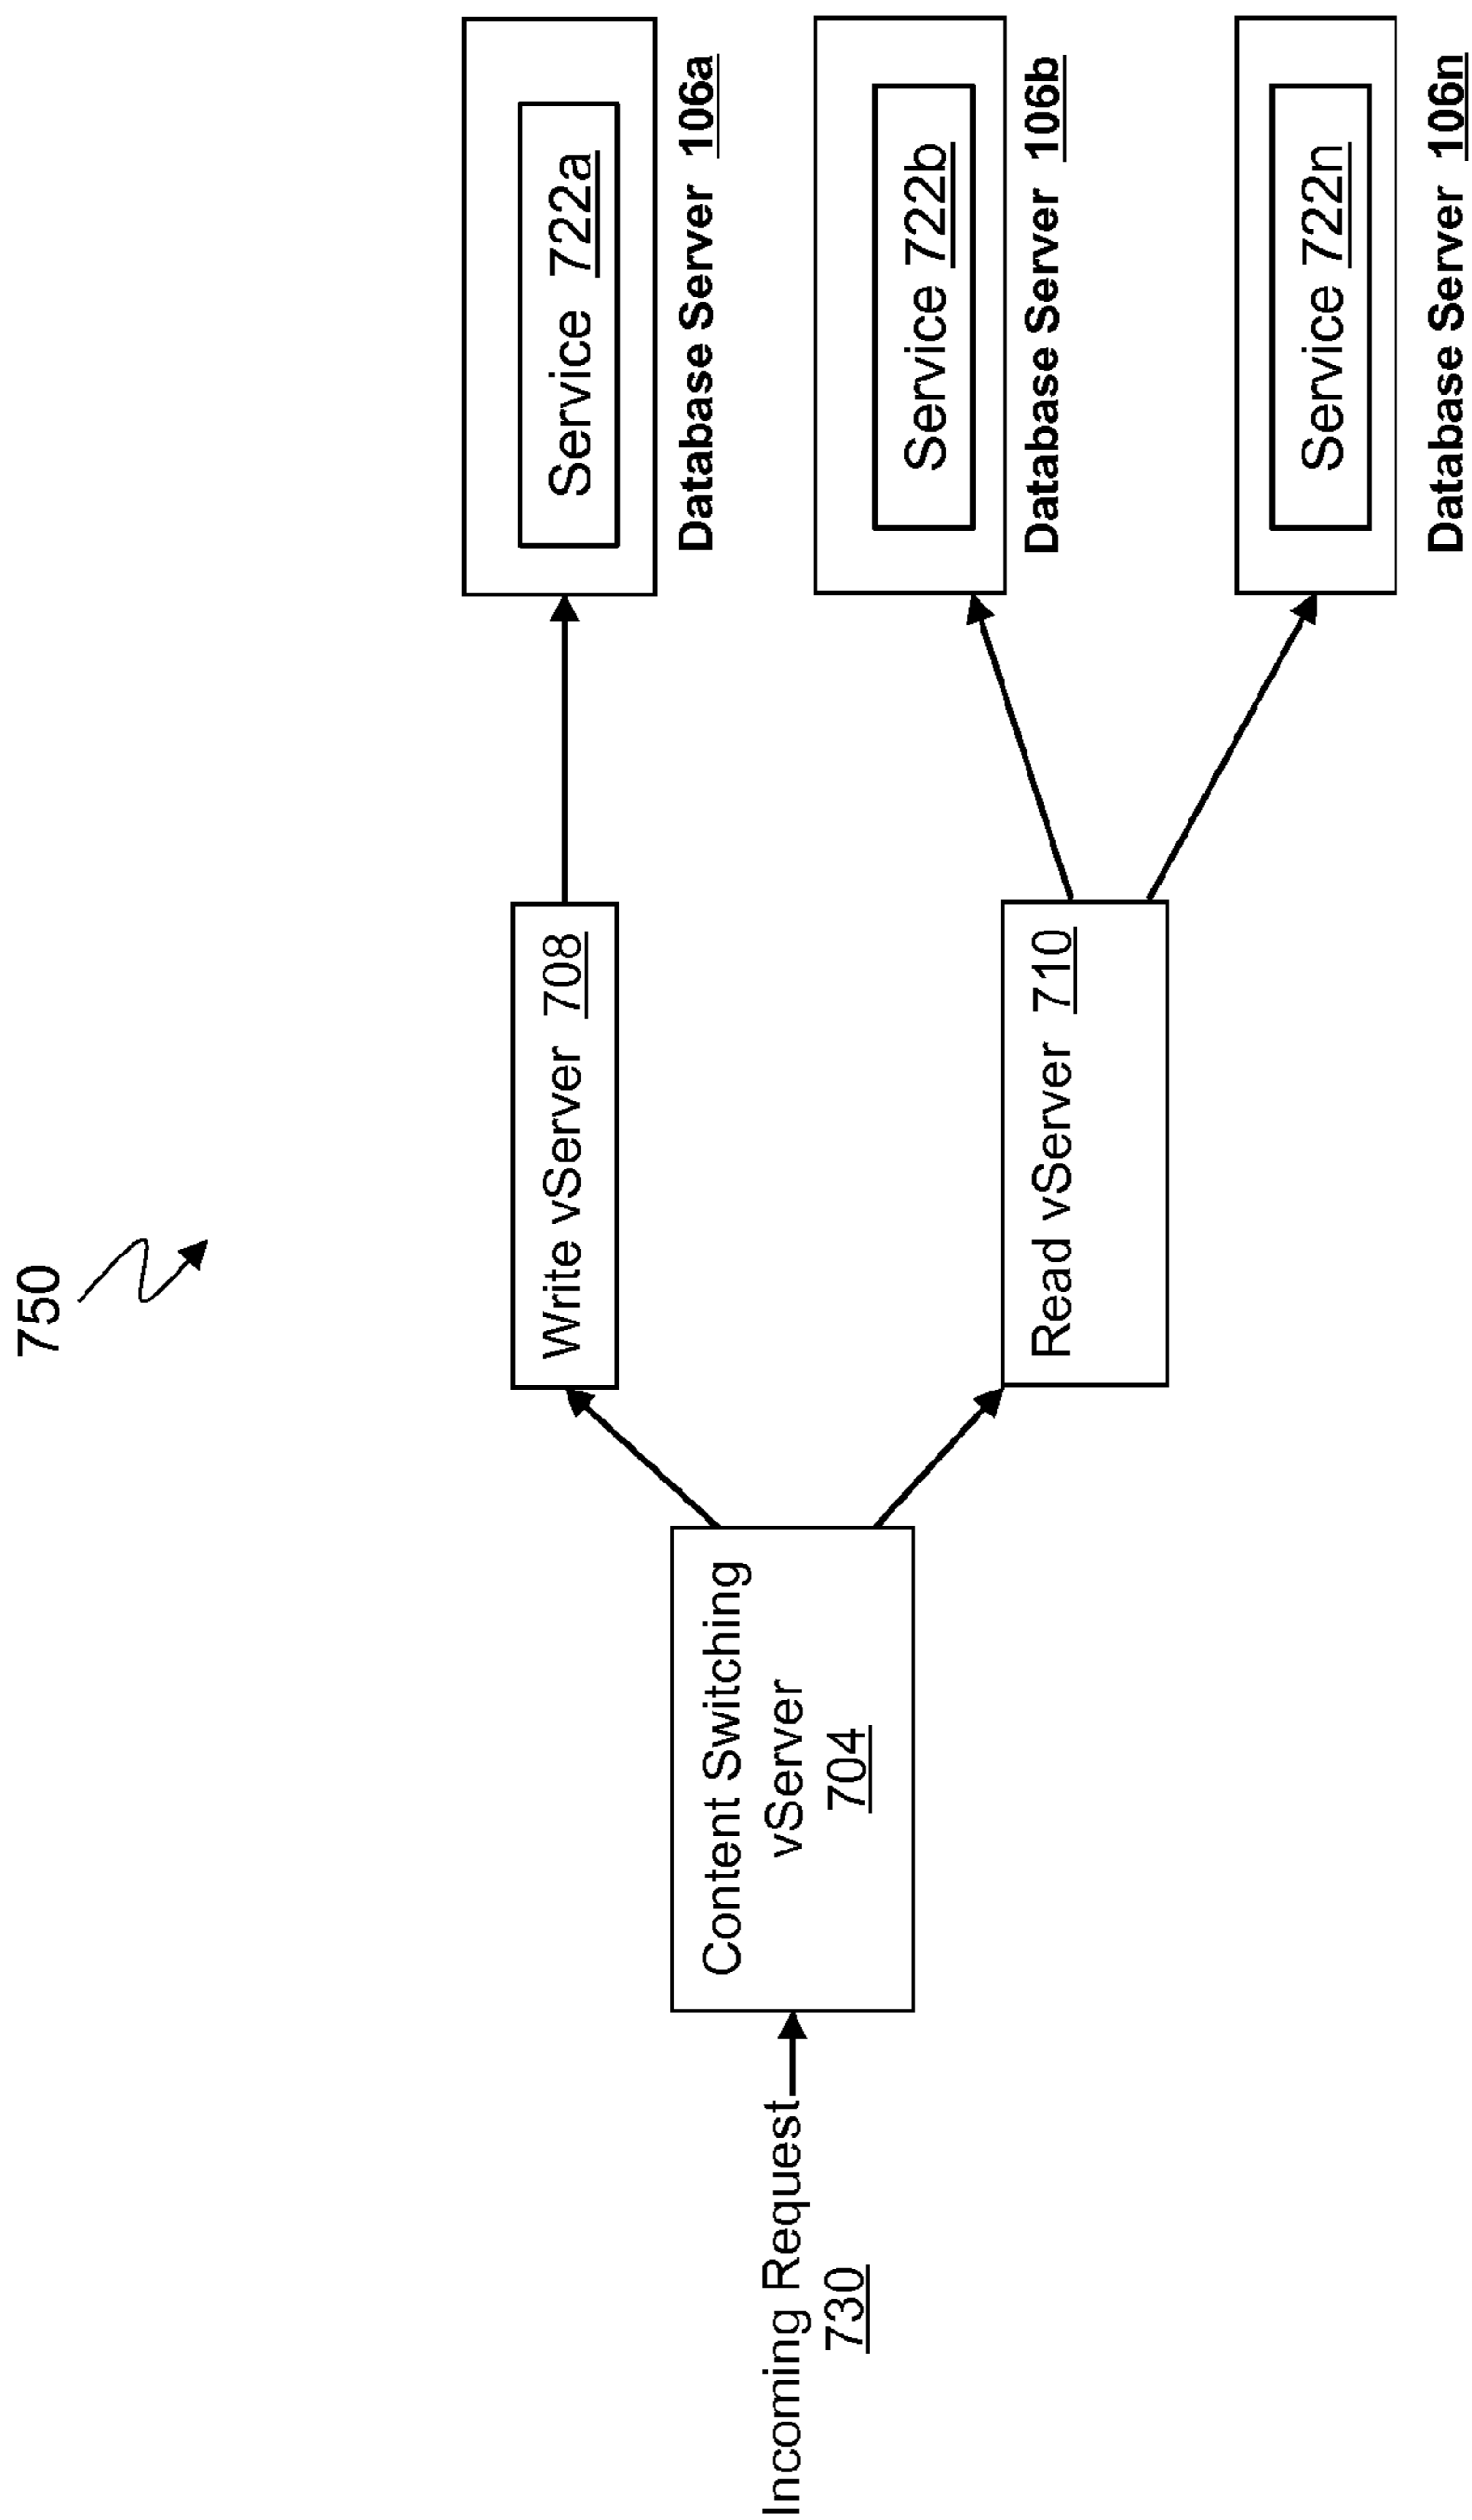 750
Service 722a
Database Server 106a
Write vServer 708
Content Switching
vServer
704
Incoming Request
730
Service 722b
Database Server 106b
Read vServer 710
Service 722n
Database Server 106n